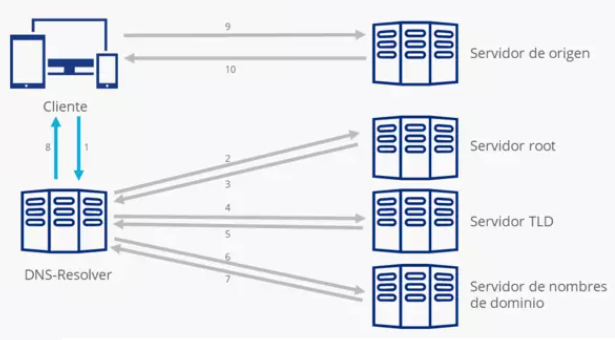 9
Servidor de origen
10
Cliente
8
1
2
Servidor root
3
4
Servidor TLD
5
6
DNS-Resolver
7
Servidor de nombres
de dominio